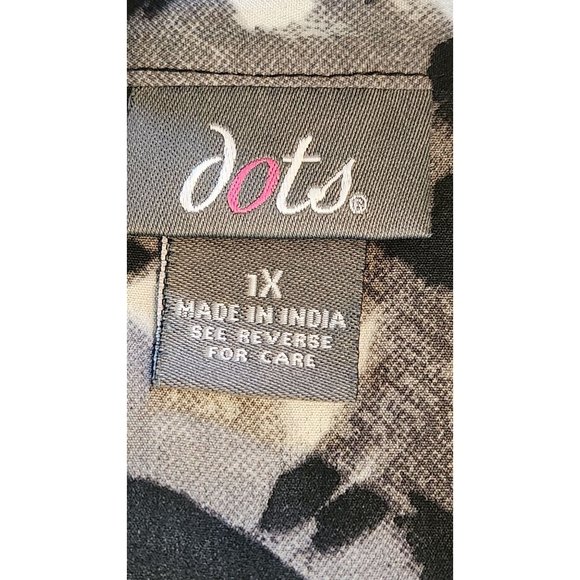 dots®
1X
MADE IN INDIA
SEE REVERSE
FOR CARE